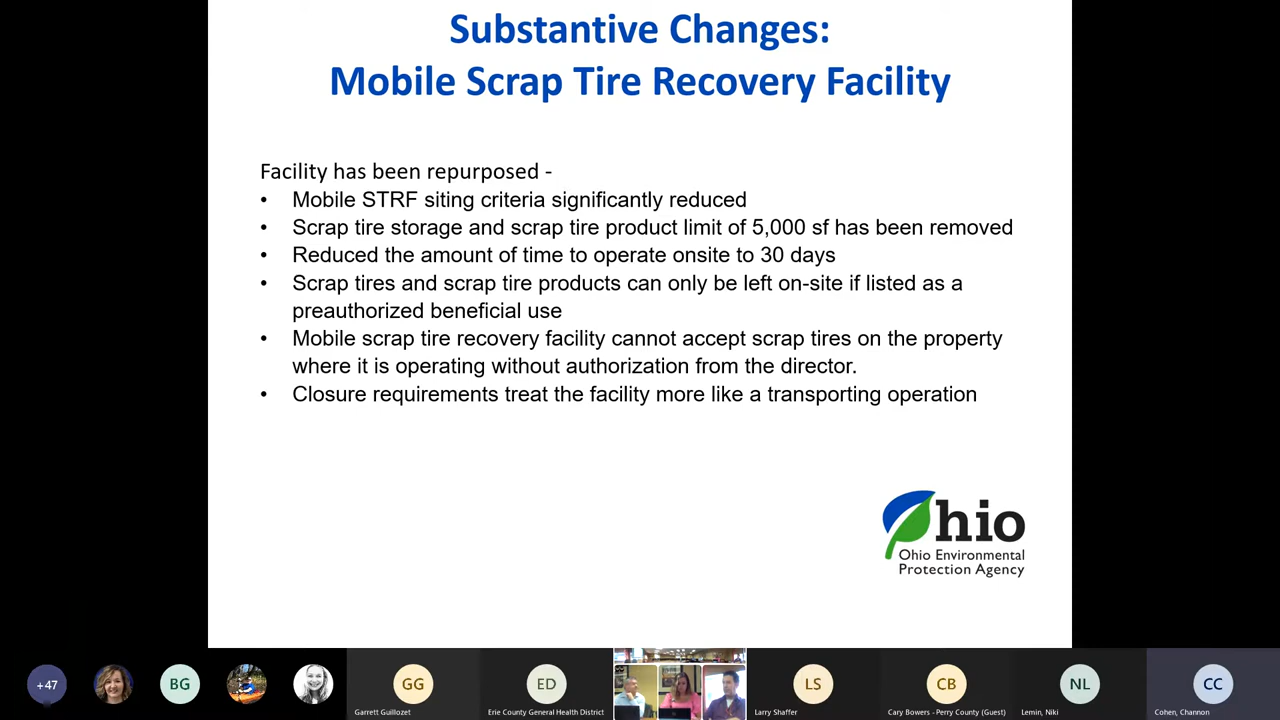 Substantive Changes:
Mobile Scrap Tire Recovery Facility
Facility has been repurposed -
• Mobile STRF siting criteria significantly reduced
• Scrap tire storage and scrap tire product limit of 5,000 sf has been removed
• Reduced the amount of time to operate onsite to 30 days
• Scrap tires and scrap tire products can only be left on-site if listed as a
preauthorized beneficial use
• Mobile scrap tire recovery facility cannot accept scrap tires on the property
where it is operating without authorization from the director.
• Closure requirements treat the facility more like a transporting operation
Ohio
Ohio Environmental
Protection Agency
+47
BG
GG
ED
LS
CB
NL
CC
Garrett Guillozet
Erie County General Health District
Larry Shaffer
Cary Bowers - Perry County (Guest)
Lemin, Niki
Cohen, Channon